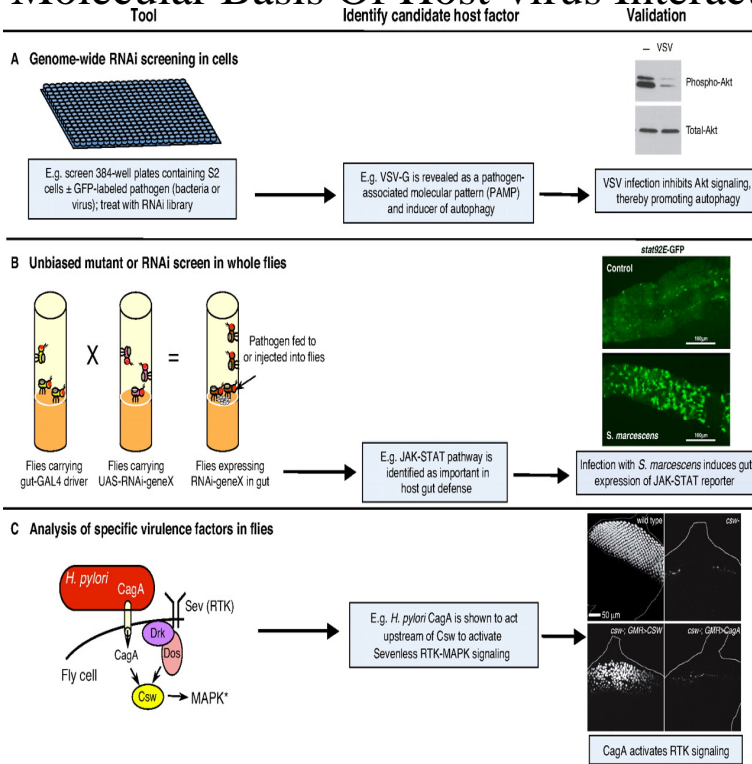 Molecular Basis Of Host Virus Interac
Tool
Identify candidate host factor
Validation
A Genome-wide RNAi screening in cells
E.g. screen 384-well plates containing S2
cells ± GFP-labeled pathogen (bacteria or
virus); treat with RNAi library
E.g. VSV-G is revealed as a pathogen-
associated molecular pattern (PAMP)
and inducer of autophagy
– VSV
Phospho-Akt
Total-Akt
VSV infection inhibits Akt signaling,
thereby promoting autophagy
B Unbiased mutant or RNAi screen in whole flies
X
=
Pathogen fed to
or injected into flies
Flies carrying
gut-GAL4 driver
Flies carrying
UAS-RNAi-geneX
Flies expressing
RNAi-geneX in gut
E.g. JAK-STAT pathway is
identified as important in
host gut defense
stat92E-GFP
Control
100μm
S. marcescens
100μm
Infection with S. marcescens induces gut
expression of JAK-STAT reporter
C Analysis of specific virulence factors in flies
H. pylori
CagA
Sev (RTK)
Drk
Dos
CagA
Fly cell
Csw
MAPK*
E.g. H. pylori CagA is shown to act
upstream of Csw to activate
Sevenless RTK-MAPK signaling
wild type
csw-
50 μm
csw-; GMR>CSW
csw-; GMR>CagA
CagA activates RTK signaling